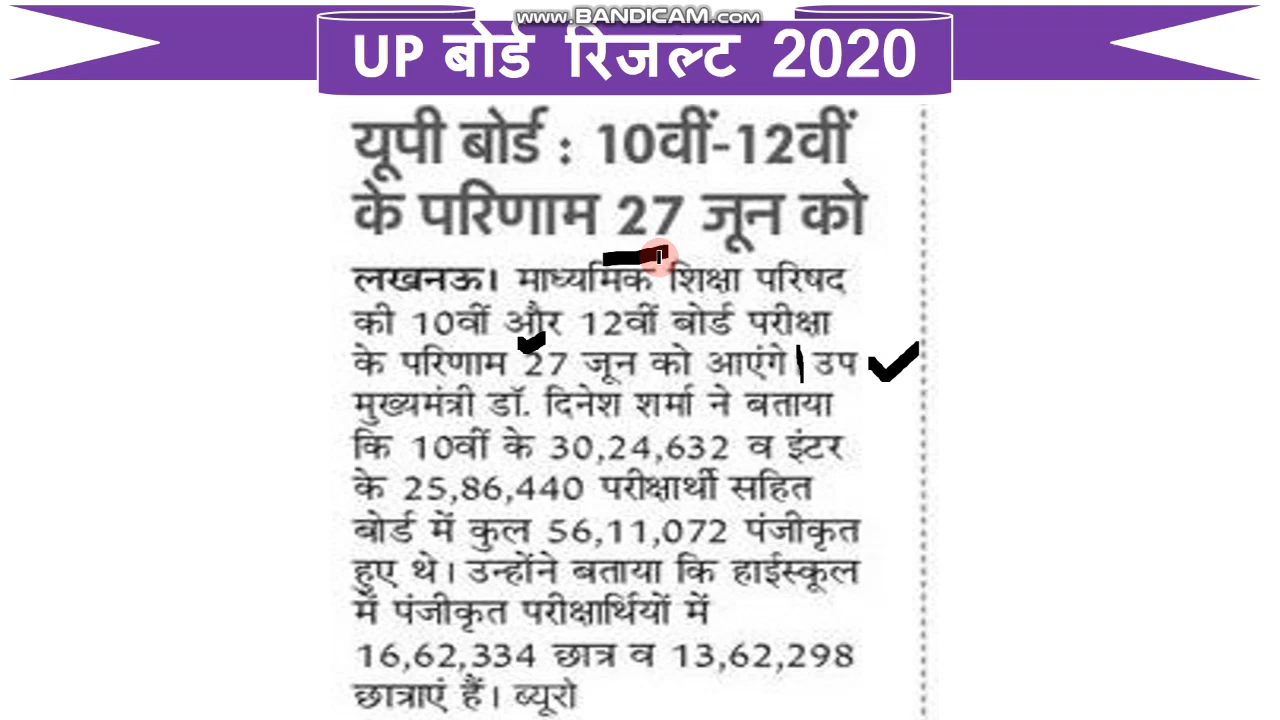 www.BANDICAM.com
UP बोर्ड रिजल्ट 2020
यूपी बोर्ड : 10वीं-12वीं
के परिणाम 27 जून को
लखनऊ। माध्यमिक शिक्षा परिषद
की 10वीं और 12वीं बोर्ड परीक्षा
के परिणाम 27 जून को आएंगे। उप
मुख्यमंत्री डॉ. दिनेश शर्मा ने बताया
कि 10वीं के 30,24,632 व इंटर
के 25,86,440 परीक्षार्थी सहित
बोर्ड में कुल 56,11,072 पंजीकृत
हुए थे। उन्होंने बताया कि हाईस्कूल
में पंजीकृत परीक्षार्थियों में
16,62,334 छात्र व 13,62,298
छात्राएं हैं। ब्यूरो